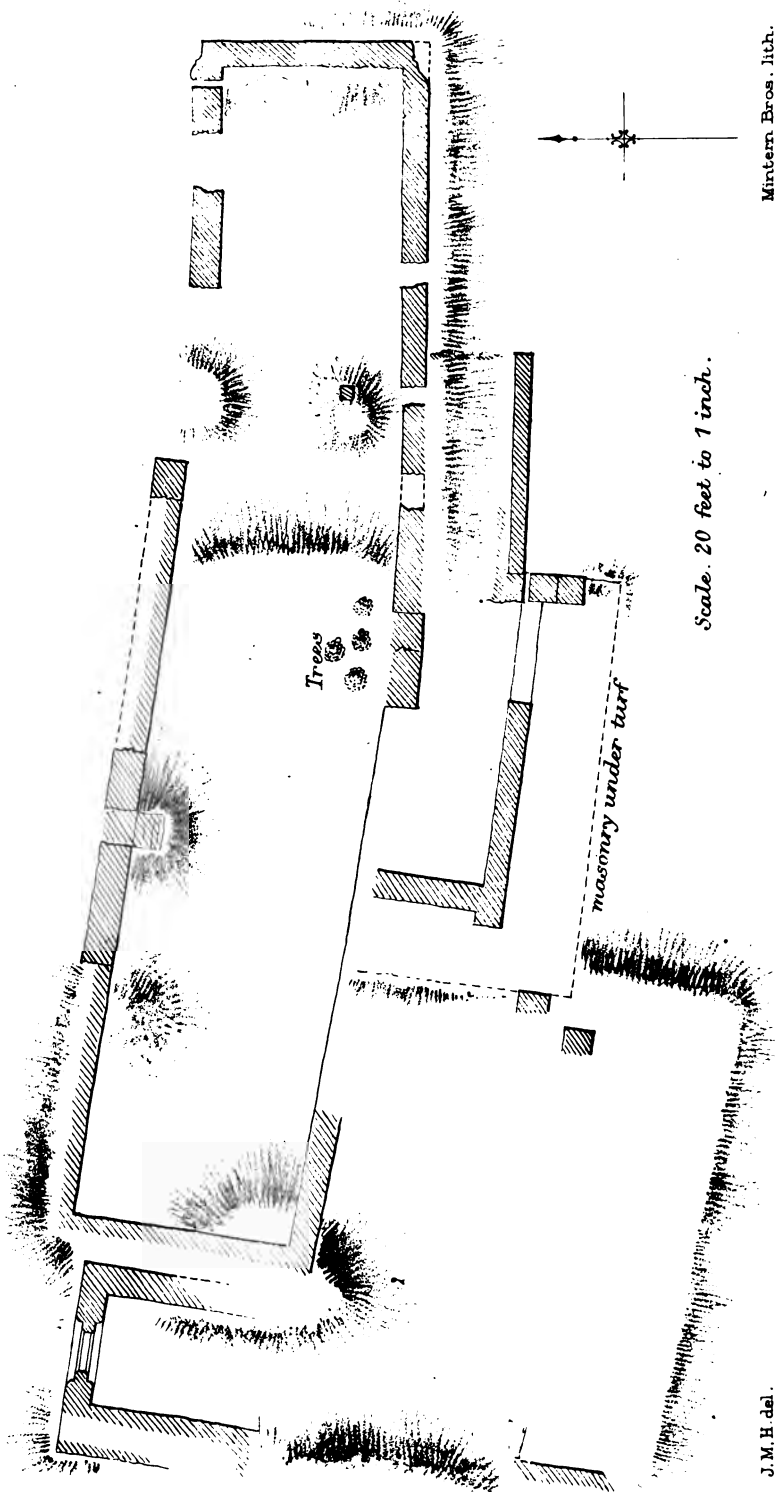 Trees
masonry under turf
Scale. 20 feet to 1 inch.
J. M. H del.
Mintern Bros. lith.